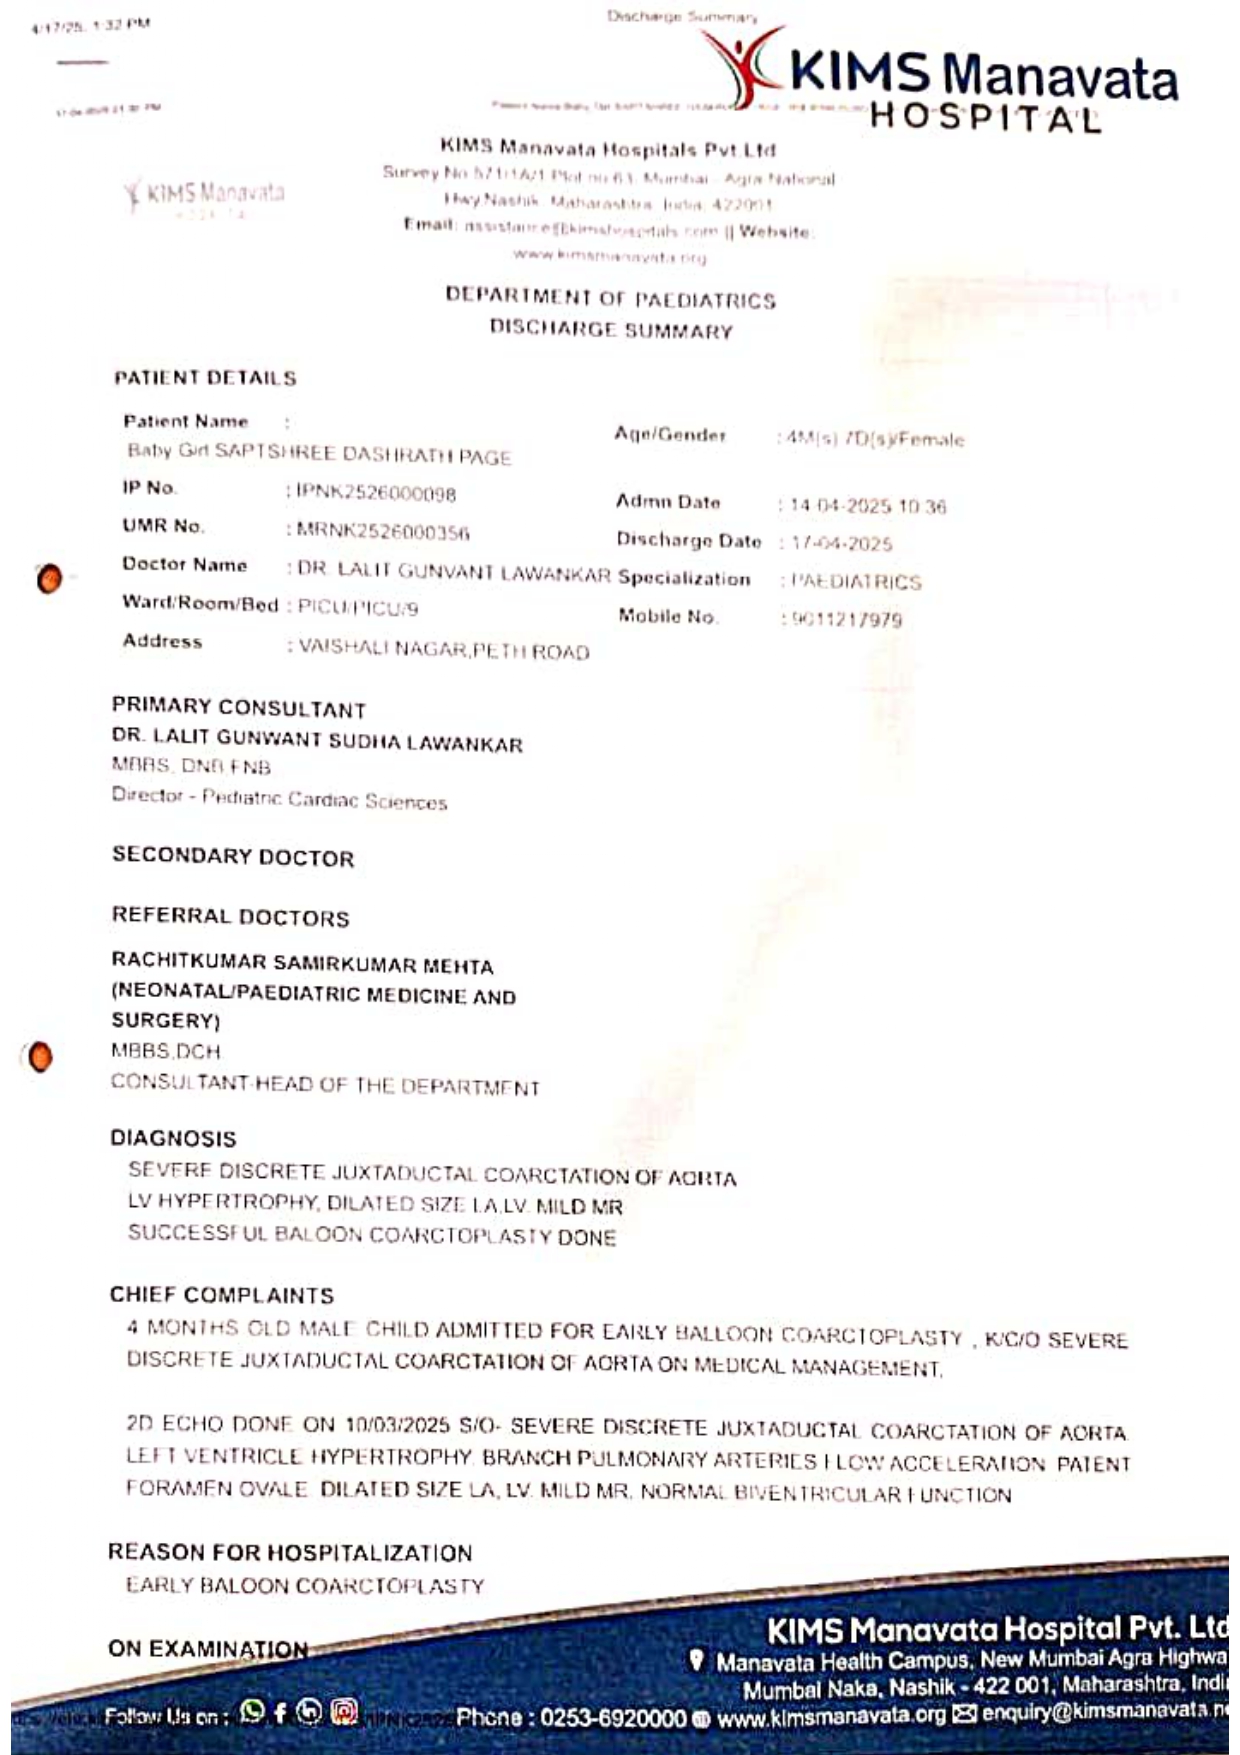 4/17/25, 1:32 PM
Discharge Summary
KIMS Manavata
HOSPITAL
KIMS Manavata
KIMS Manavata Hospitals Pvt.Ltd
Survey No.571/1A/1 Plot no 63, Mumbai - Agra National
Hwy,Nashik, Maharashtra, India, 422001
Email: assistance@kimshospitals.com || Website:
www.kimsmanavata.org
DEPARTMENT OF PAEDIATRICS
DISCHARGE SUMMARY
PATIENT DETAILS
Patient Name :
Baby Girl SAPTSHREE DASHRATH PAGE
Age/Gender : 4M(s) 7D(s)/Female
IP No. : IPNK2526000098
Admn Date : 14-04-2025 10:36
UMR No. : MRNK2526000356
Discharge Date : 17-04-2025
Doctor Name : DR. LALIT GUNVANT LAWANKAR Specialization : PAEDIATRICS
Ward/Room/Bed : PICU/PICU/9
Mobile No. : 9011217979
Address : VAISHALI NAGAR,PETH ROAD
PRIMARY CONSULTANT
DR. LALIT GUNWANT SUDHA LAWANKAR
MBBS, DNB,FNB
Director - Pediatric Cardiac Sciences
SECONDARY DOCTOR
REFERRAL DOCTORS
RACHITKUMAR SAMIRKUMAR MEHTA
(NEONATAL/PAEDIATRIC MEDICINE AND
SURGERY)
MBBS,DCH
CONSULTANT-HEAD OF THE DEPARTMENT
DIAGNOSIS
SEVERE DISCRETE JUXTADUCTAL COARCTATION OF AORTA
LV HYPERTROPHY, DILATED SIZE LA,LV. MILD MR
SUCCESSFUL BALOON COARCTOPLASTY DONE
CHIEF COMPLAINTS
4 MONTHS OLD MALE CHILD ADMITTED FOR EARLY BALLOON COARCTOPLASTY , K/C/O SEVERE
DISCRETE JUXTADUCTAL COARCTATION OF AORTA ON MEDICAL MANAGEMENT,
2D ECHO DONE ON 10/03/2025 S/O- SEVERE DISCRETE JUXTADUCTAL COARCTATION OF AORTA
LEFT VENTRICLE HYPERTROPHY. BRANCH PULMONARY ARTERIES FLOW ACCELERATION. PATENT
FORAMEN OVALE. DILATED SIZE LA, LV. MILD MR, NORMAL BIVENTRICULAR FUNCTION
REASON FOR HOSPITALIZATION
EARLY BALOON COARCTOPLASTY
ON EXAMINATION
KIMS Manavata Hospital Pvt. Ltd
Manavata Health Campus, New Mumbai Agra Highwa
Mumbai Naka, Nashik - 422 001, Maharashtra, Indi
Follow Us on : Phone : 0253-6920000 www.kimsmanavata.org enquiry@kimsmanavata.ne